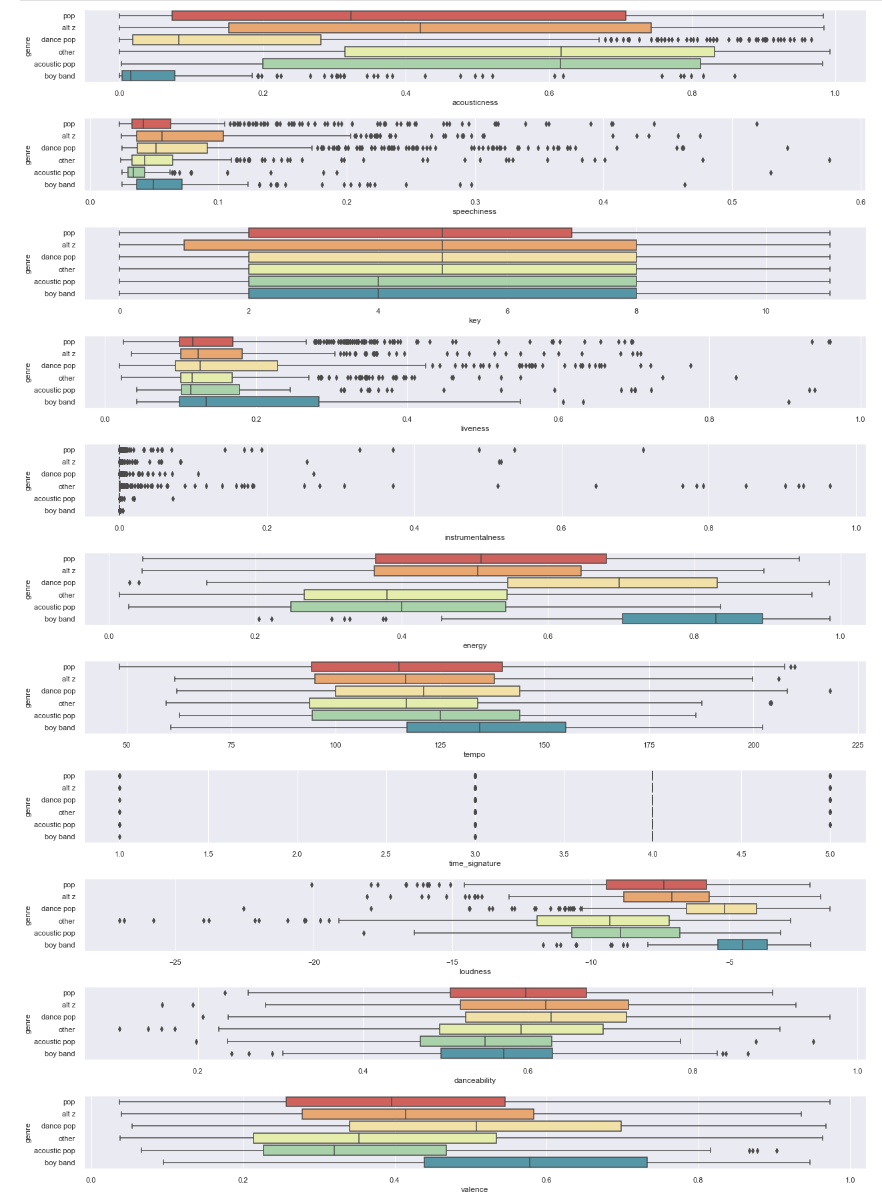 pop
alt z
dance pop
other
acoustic pop
boy band
genre
0.0 0.2 0.4 0.6 0.8 1.0
acousticness
pop
alt z
dance pop
other
acoustic pop
boy band
genre
0.0 0.1 0.2 0.3 0.4 0.5 0.6
speechiness
pop
alt z
dance pop
other
acoustic pop
boy band
genre
0 2 4 6 8 10
key
pop
alt z
dance pop
other
acoustic pop
boy band
genre
0.0 0.2 0.4 0.6 0.8 1.0
liveness
pop
alt z
dance pop
other
acoustic pop
boy band
genre
0.0 0.2 0.4 0.6 0.8 1.0
instrumentalness
pop
alt z
dance pop
other
acoustic pop
boy band
genre
0.0 0.2 0.4 0.6 0.8 1.0
energy
pop
alt z
dance pop
other
acoustic pop
boy band
genre
50 75 100 125 150 175 200 225
tempo
pop
alt z
dance pop
other
acoustic pop
boy band
genre
1.0 1.5 2.0 2.5 3.0 3.5 4.0 4.5 5.0
time_signature
pop
alt z
dance pop
other
acoustic pop
boy band
genre
−25 −20 −15 −10 −5
loudness
pop
alt z
dance pop
other
acoustic pop
boy band
genre
0.2 0.4 0.6 0.8 1.0
danceability
pop
alt z
dance pop
other
acoustic pop
boy band
genre
0.0 0.2 0.4 0.6 0.8 1.0
valence